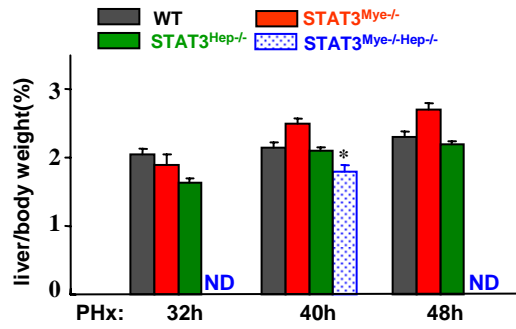 WT STAT3Mye-/-
STAT3Hep-/- STAT3Mye-/-Hep-/-
liver/body weight(%)
3
2
1
0
*
ND
ND
PHx: 32h 40h 48h